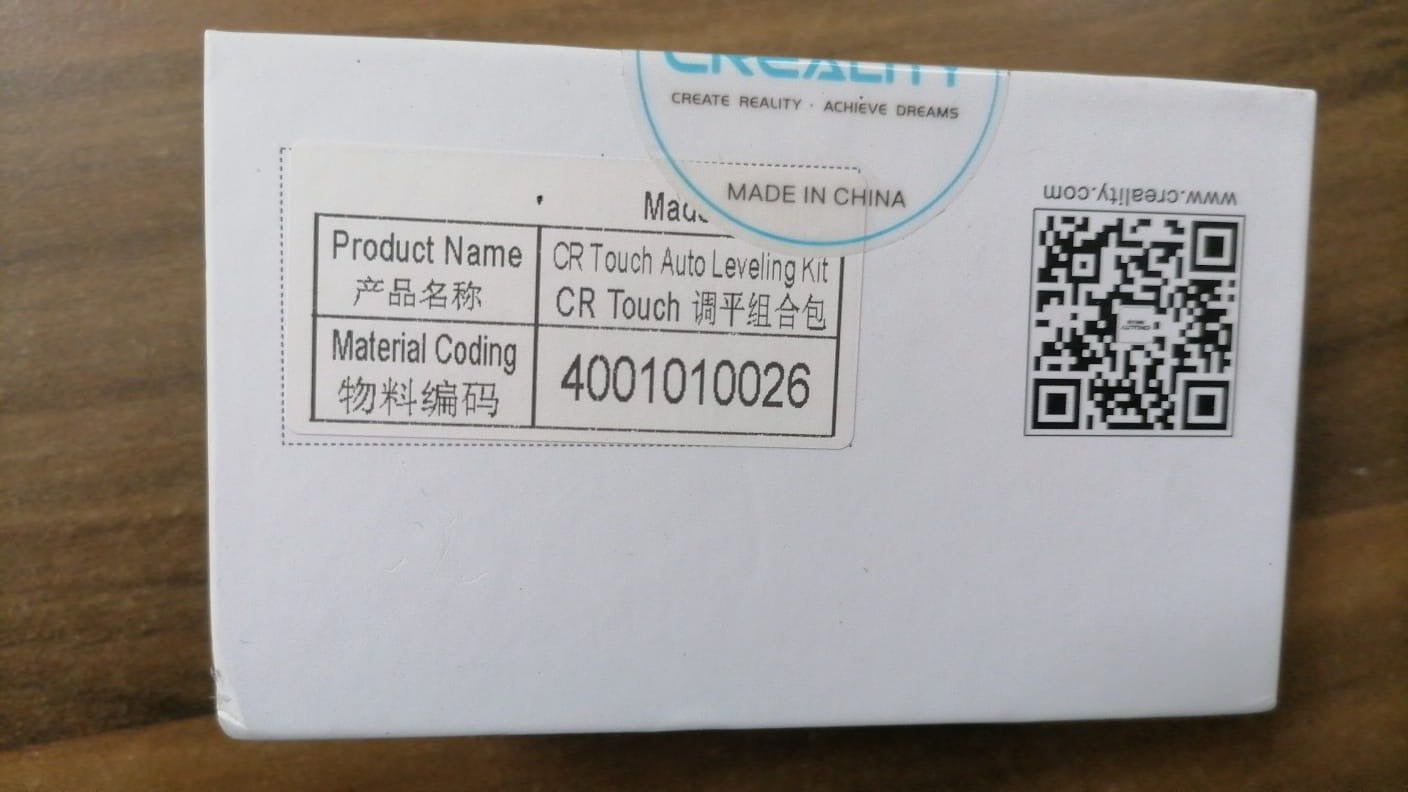 CREALITY
CREATE REALITY · ACHIEVE DREAMS
MADE IN CHINA
www.creality.com
Product Name
产品名称
CR Touch Auto Leveling Kit
CR Touch 调平组合包
Material Coding
物料编码
4001010026